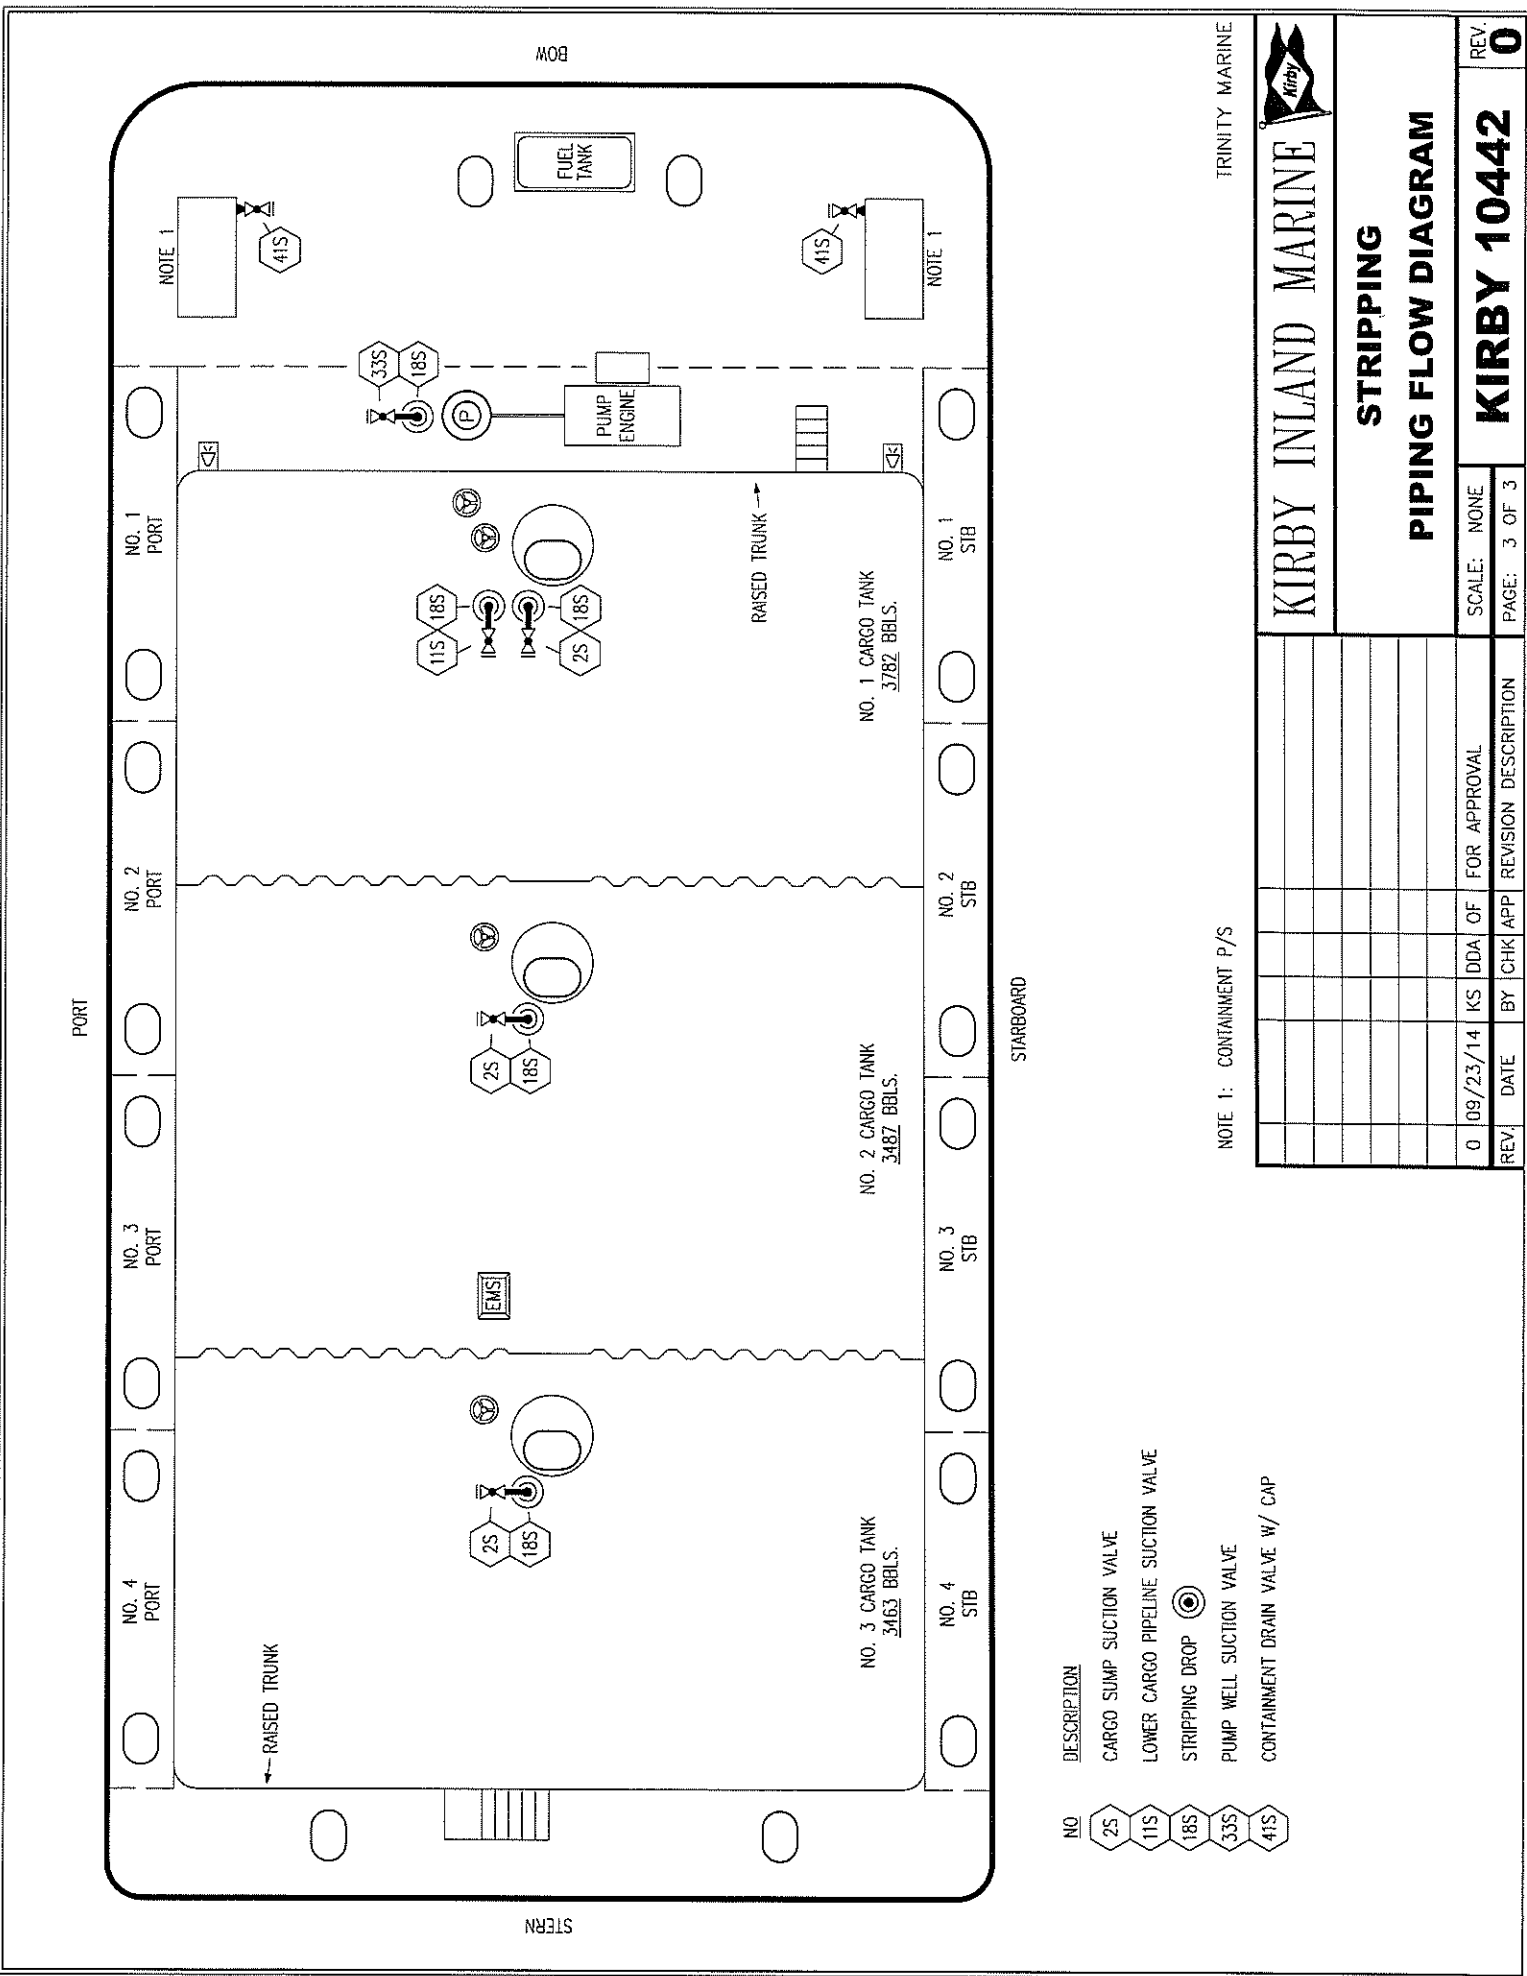 PORT
NO. 4
PORT
NO. 3
PORT
NO. 2
PORT
NO. 1
PORT
RAISED TRUNK
STERN
BOW
2S
18S
EMS
2S
18S
11S
18S
2S
18S
33S
18S
P
PUMP
ENGINE
NOTE 1
41S
FUEL
TANK
41S
NOTE 1
RAISED TRUNK
NO. 3 CARGO TANK
3463 BBLS.
NO. 2 CARGO TANK
3487 BBLS.
NO. 1 CARGO TANK
3782 BBLS.
NO. 4
STB
NO. 3
STB
NO. 2
STB
NO. 1
STB
STARBOARD
NO DESCRIPTION
2S CARGO SUMP SUCTION VALVE
11S LOWER CARGO PIPELINE SUCTION VALVE
18S STRIPPING DROP
33S PUMP WELL SUCTION VALVE
41S CONTAINMENT DRAIN VALVE W/ CAP
NOTE 1: CONTAINMENT P/S
TRINITY MARINE
KIRBY INLAND MARINE
Kirby
STRIPPING
PIPING FLOW DIAGRAM
0 09/23/14 KS DDA OF FOR APPROVAL
REV. DATE BY CHK APP REVISION DESCRIPTION
SCALE: NONE
PAGE: 3 OF 3
KIRBY 10442
REV.
0